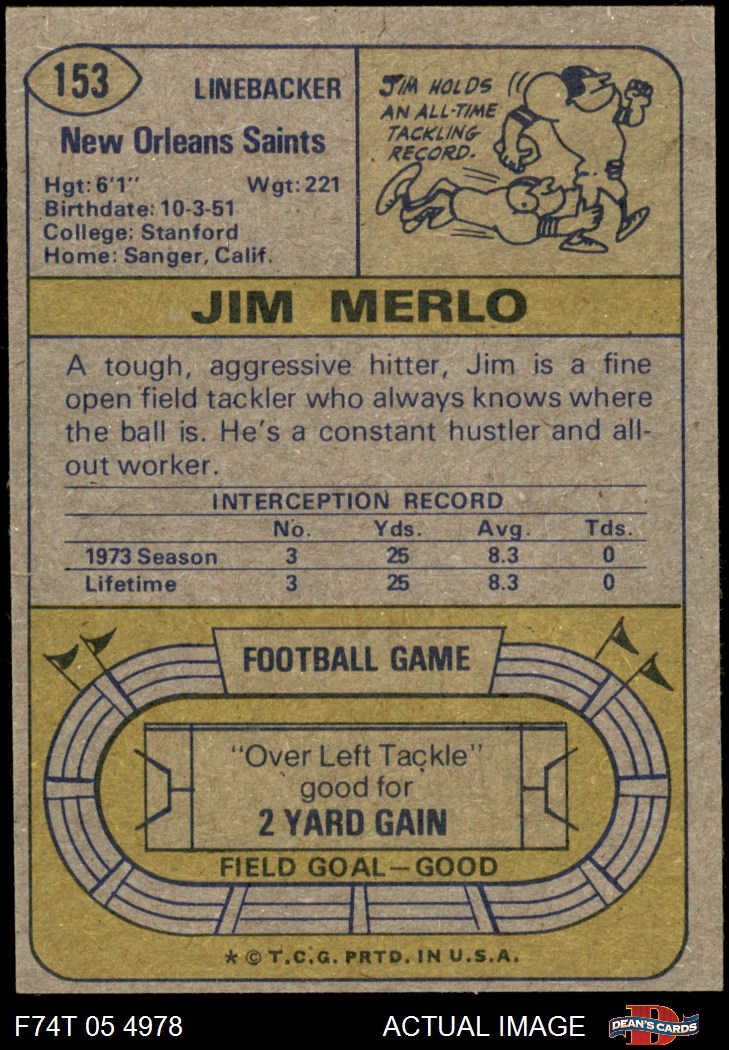 153
LINEBACKER
New Orleans Saints
Hgt: 6'1" Wgt: 221
Birthdate: 10-3-51
College: Stanford
Home: Sanger, Calif.
JIM HOLDS
AN ALL-TIME
TACKLING
RECORD.
JIM MERLO
A tough, aggressive hitter, Jim is a fine
open field tackler who always knows where
the ball is. He's a constant hustler and all-
out worker.
INTERCEPTION RECORD
No. Yds. Avg. Tds.
1973 Season 3 25 8.3 0
Lifetime 3 25 8.3 0
FOOTBALL GAME
"Over Left Tackle"
good for
2 YARD GAIN
FIELD GOAL—GOOD
* © T.C.G. PRTD. IN U.S.A.
F74T 05 4978 ACTUAL IMAGE DEAN'S CARDS